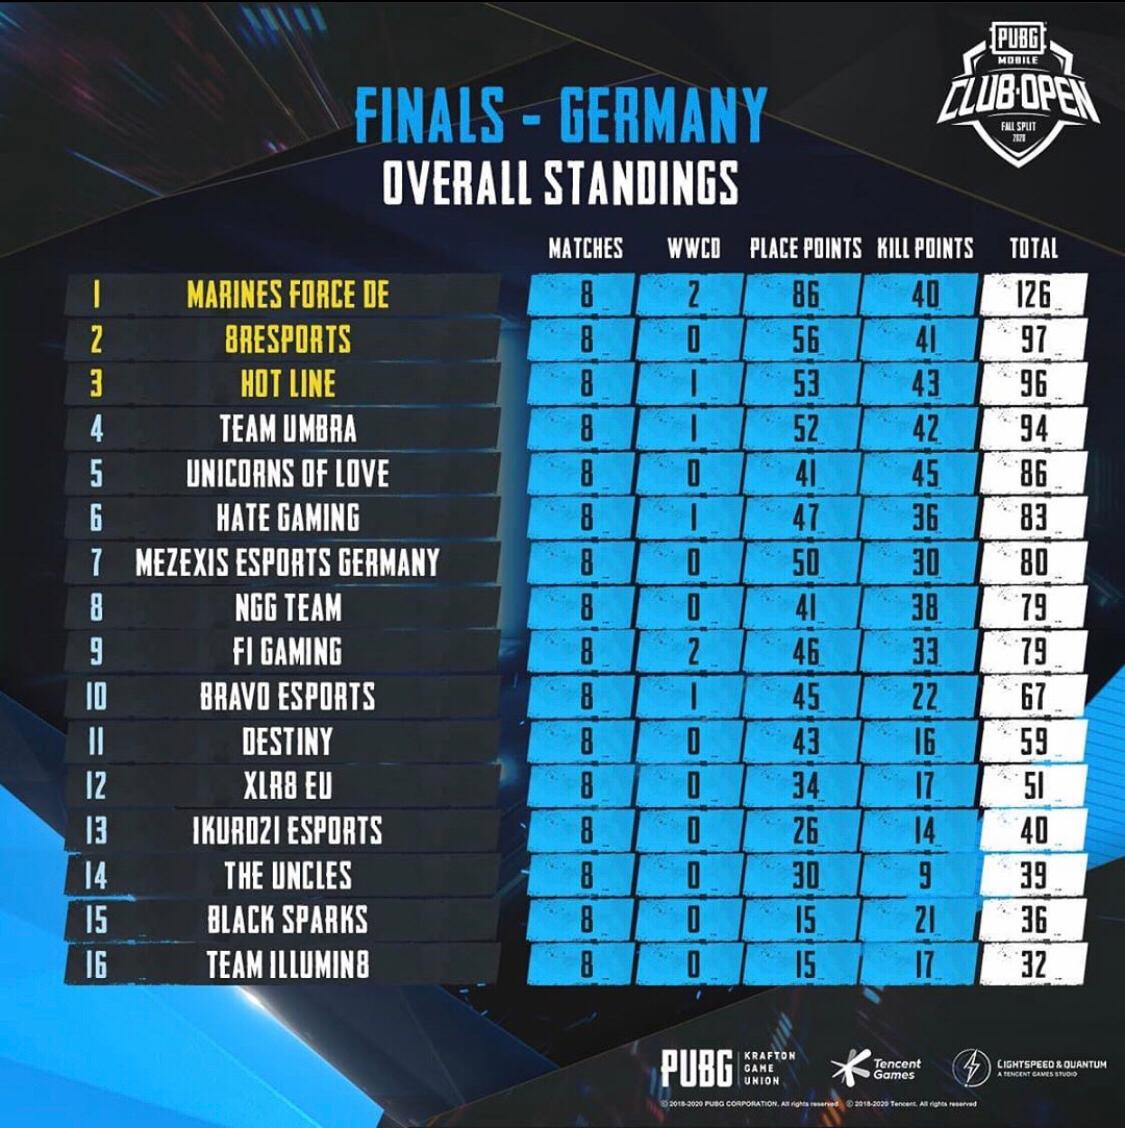 PUBG
MOBILE
CLUB OPEN
FALL SPLIT
2020
FINALS - GERMANY
OVERALL STANDINGS
MATCHES WWCD PLACE POINTS KILL POINTS TOTAL
1 MARINES FORCE DE 8 2 86 40 126
2 8RESPORTS 8 0 56 41 97
3 HOT LINE 8 1 53 43 96
4 TEAM UMBRA 8 1 52 42 94
5 UNICORNS OF LOVE 8 0 41 45 86
6 HATE GAMING 8 1 47 36 83
7 MEZEXIS ESPORTS GERMANY 8 0 50 30 80
8 NGG TEAM 8 0 41 38 79
9 F1 GAMING 8 2 46 33 79
10 BRAVO ESPORTS 8 1 45 22 67
11 DESTINY 8 0 43 16 59
12 XLR8 EU 8 0 34 17 51
13 1KURD21 ESPORTS 8 0 26 14 40
14 THE UNCLES 8 0 30 9 39
15 BLACK SPARKS 8 0 15 21 36
16 TEAM ILLUMIN8 8 0 15 17 32
PUBG KRAFTON GAME UNION
Tencent Games
LIGHTSPEED & QUANTUM
A TENCENT GAMES STUDIO
© 2018-2020 PUBG CORPORATION. All rights reserved © 2018-2020 Tencent. All rights reserved